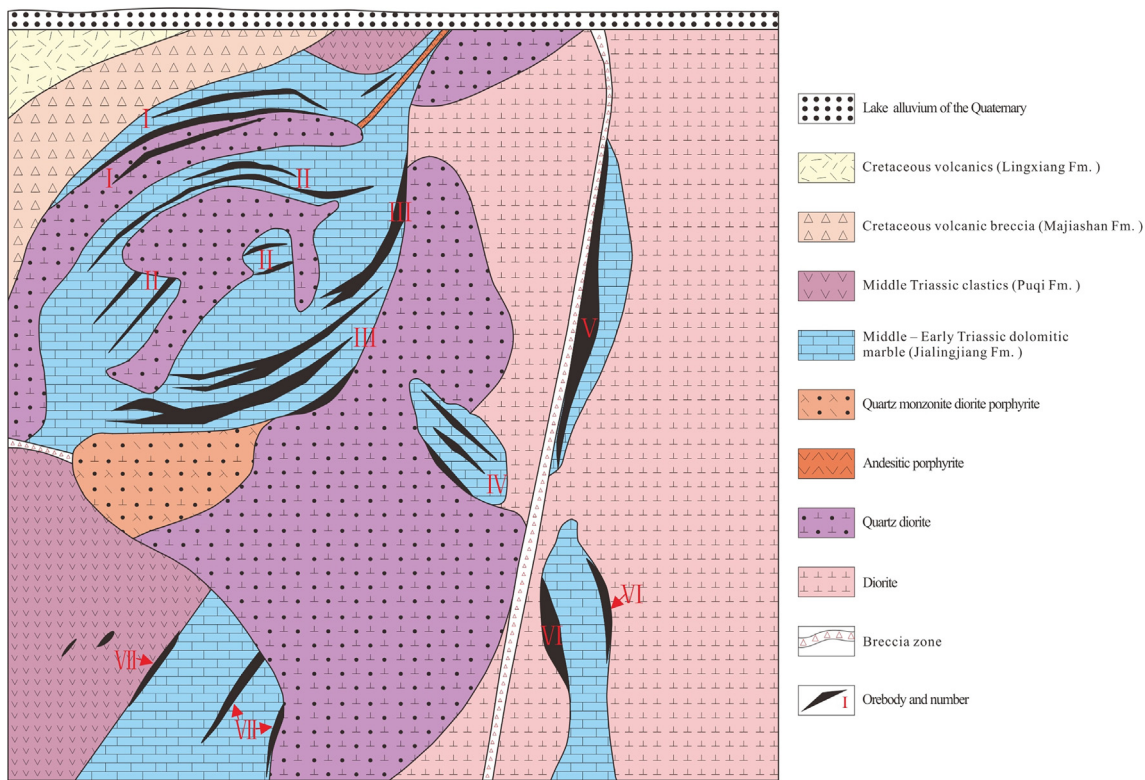 I
I
II
III
II
II
III
V
IV
VI
VI
VII
VII
Lake alluvium of the Quaternary
Cretaceous volcanics (Lingxiang Fm. )
Cretaceous volcanic breccia (Majiashan Fm. )
Middle Triassic clastics (Puqi Fm. )
Middle – Early Triassic dolomitic
marble (Jialingjiang Fm. )
Quartz monzonite diorite porphyrite
Andesitic porphyrite
Quartz diorite
Diorite
Breccia zone
I
Orebody and number